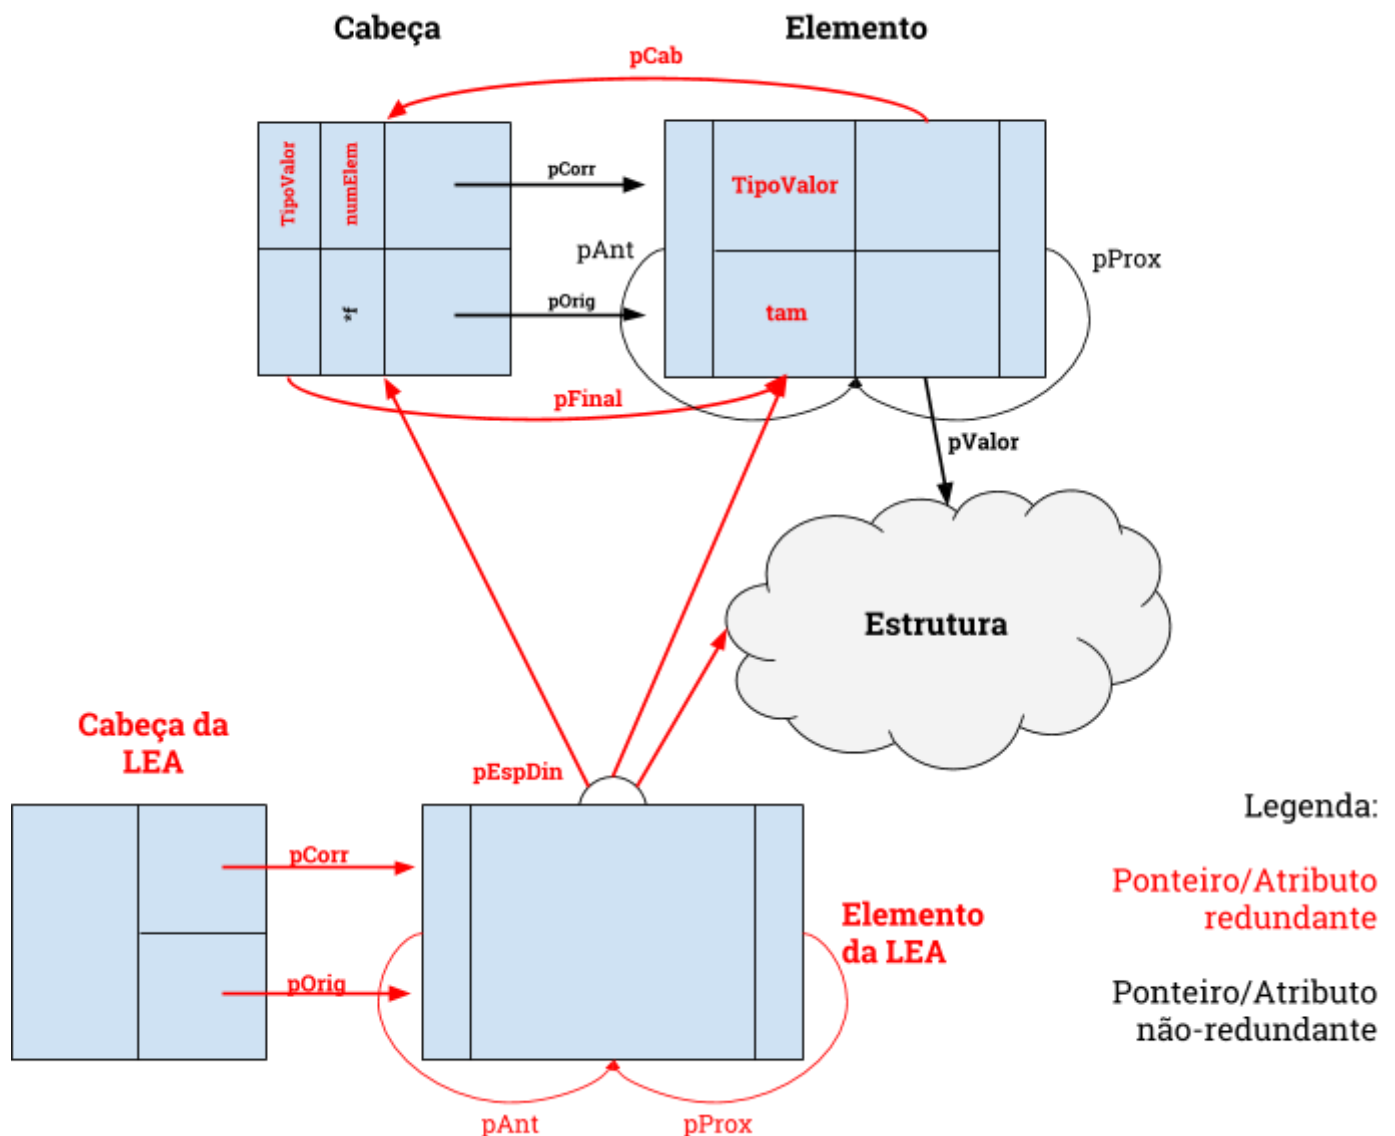 Cabeça
Elemento
pCab
TipoValor
numElem
pCorr
TipoValor
pAnt
pProx
*f
pOrig
tam
pFinal
pValor
Estrutura
Cabeça da
LEA
pEspDin
Legenda:
pCorr
Ponteiro/Atributo
redundante
Elemento
da LEA
pOrig
Ponteiro/Atributo
não-redundante
pAnt
pProx